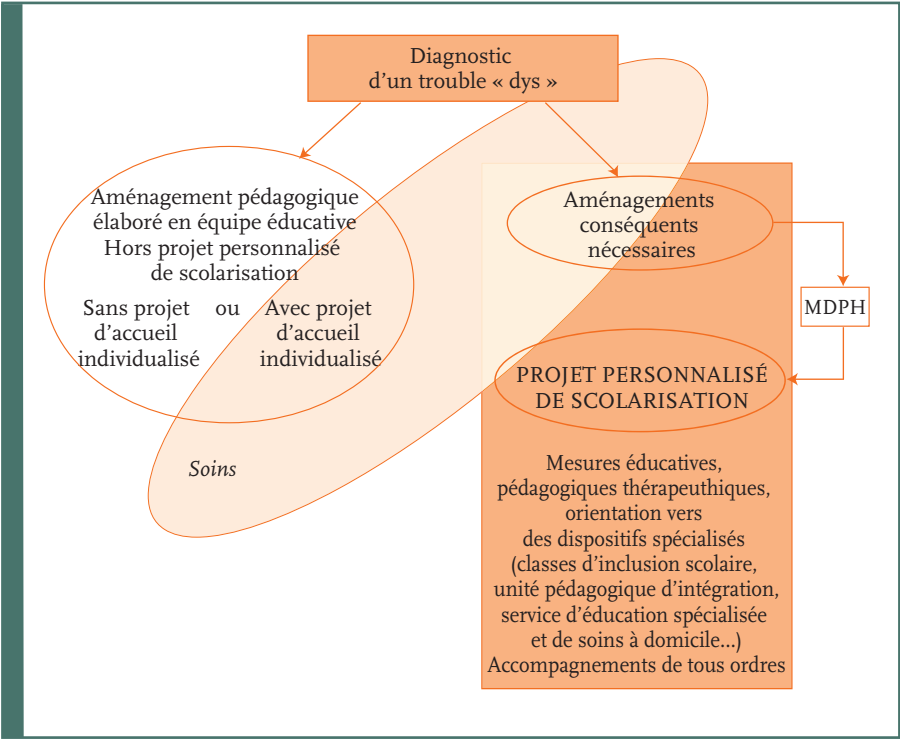 Diagnostic
d'un trouble « dys »
Aménagement pédagogique
élaboré en équipe éducative
Hors projet personnalisé
de scolarisation
Sans projet ou Avec projet
d'accueil d'accueil
individualisé individualisé
Soins
Aménagements
conséquents
nécessaires
MDPH
PROJET PERSONNALISÉ
DE SCOLARISATION
Mesures éducatives,
pédagogiques thérapeuthiques,
orientation vers
des dispositifs spécialisés
(classes d'inclusion scolaire,
unité pédagogique d'intégration,
service d'éducation spécialisée
et de soins à domicile...)
Accompagnements de tous ordres